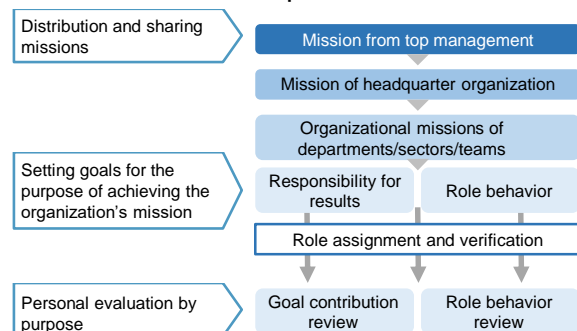 Distribution and sharing
missions
Mission from top management
Mission of headquarter organization
Organizational missions of
departments/sectors/teams
Setting goals for the
purpose of achieving the
organization's mission
Responsibility for
results
Role behavior
Role assignment and verification
Personal evaluation by
purpose
Goal contribution
review
Role behavior
review